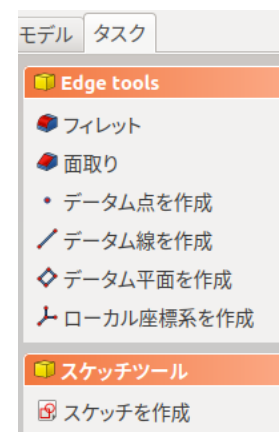 モデル タスク
Edge tools
フィレット
面取り
データム点を作成
データム線を作成
データム平面を作成
ローカル座標系を作成
スケッチツール
スケッチを作成